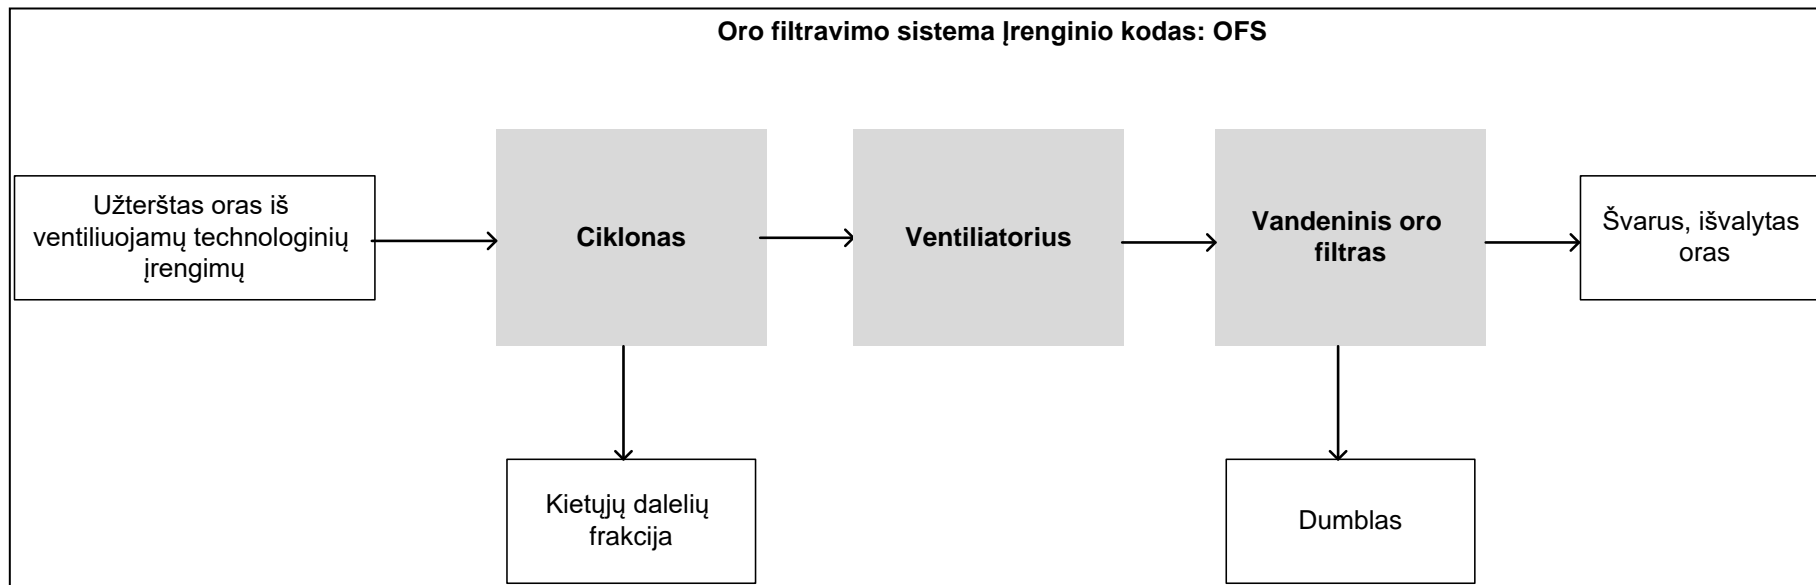 Oro filtravimo sistema Įrenginio kodas: OFS
Užterštas oras iš
ventiliuojamų technologinių
įrengimų
Ciklonas
Ventiliatorius
Vandeninis oro
filtras
Švarus, išvalytas
oras
Kietųjų dalelių
frakcija
Dumblas